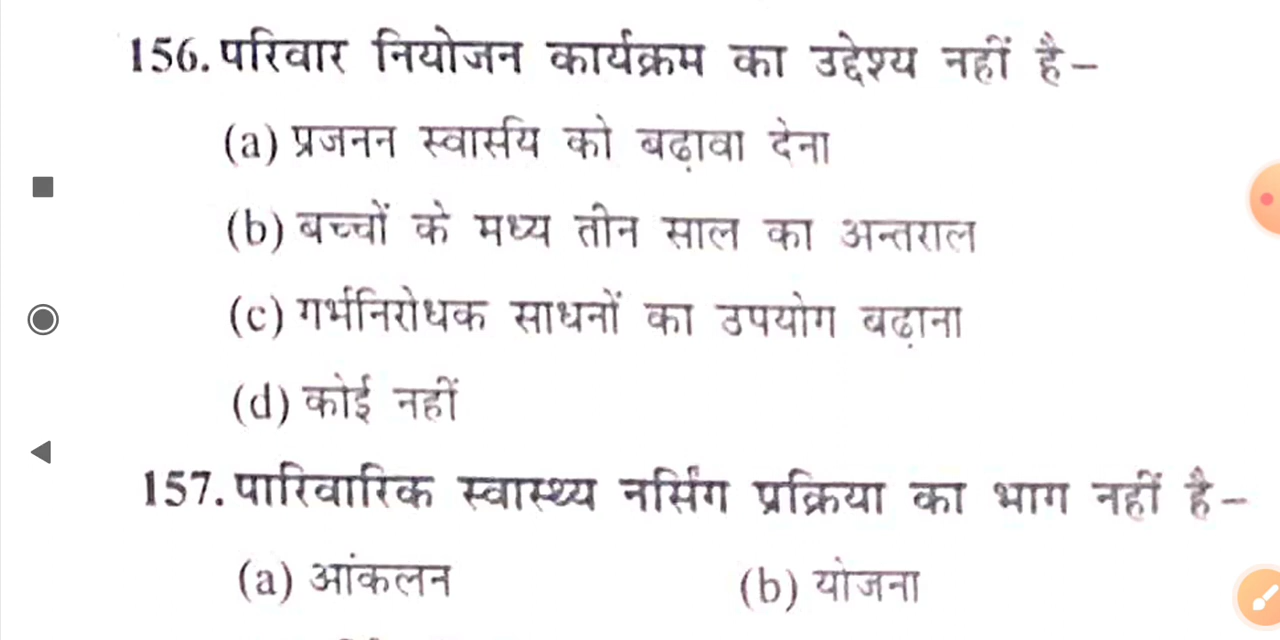 156. परिवार नियोजन कार्यक्रम का उद्देश्य नहीं है–
(a) प्रजनन स्वार्सय को बढ़ावा देना
(b) बच्चों के मध्य तीन साल का अन्तराल
(c) गर्भनिरोधक साधनों का उपयोग बढ़ाना
(d) कोई नहीं
157. पारिवारिक स्वास्थ्य नर्सिंग प्रक्रिया का भाग नहीं है–
(a) आंकलन (b) योजना